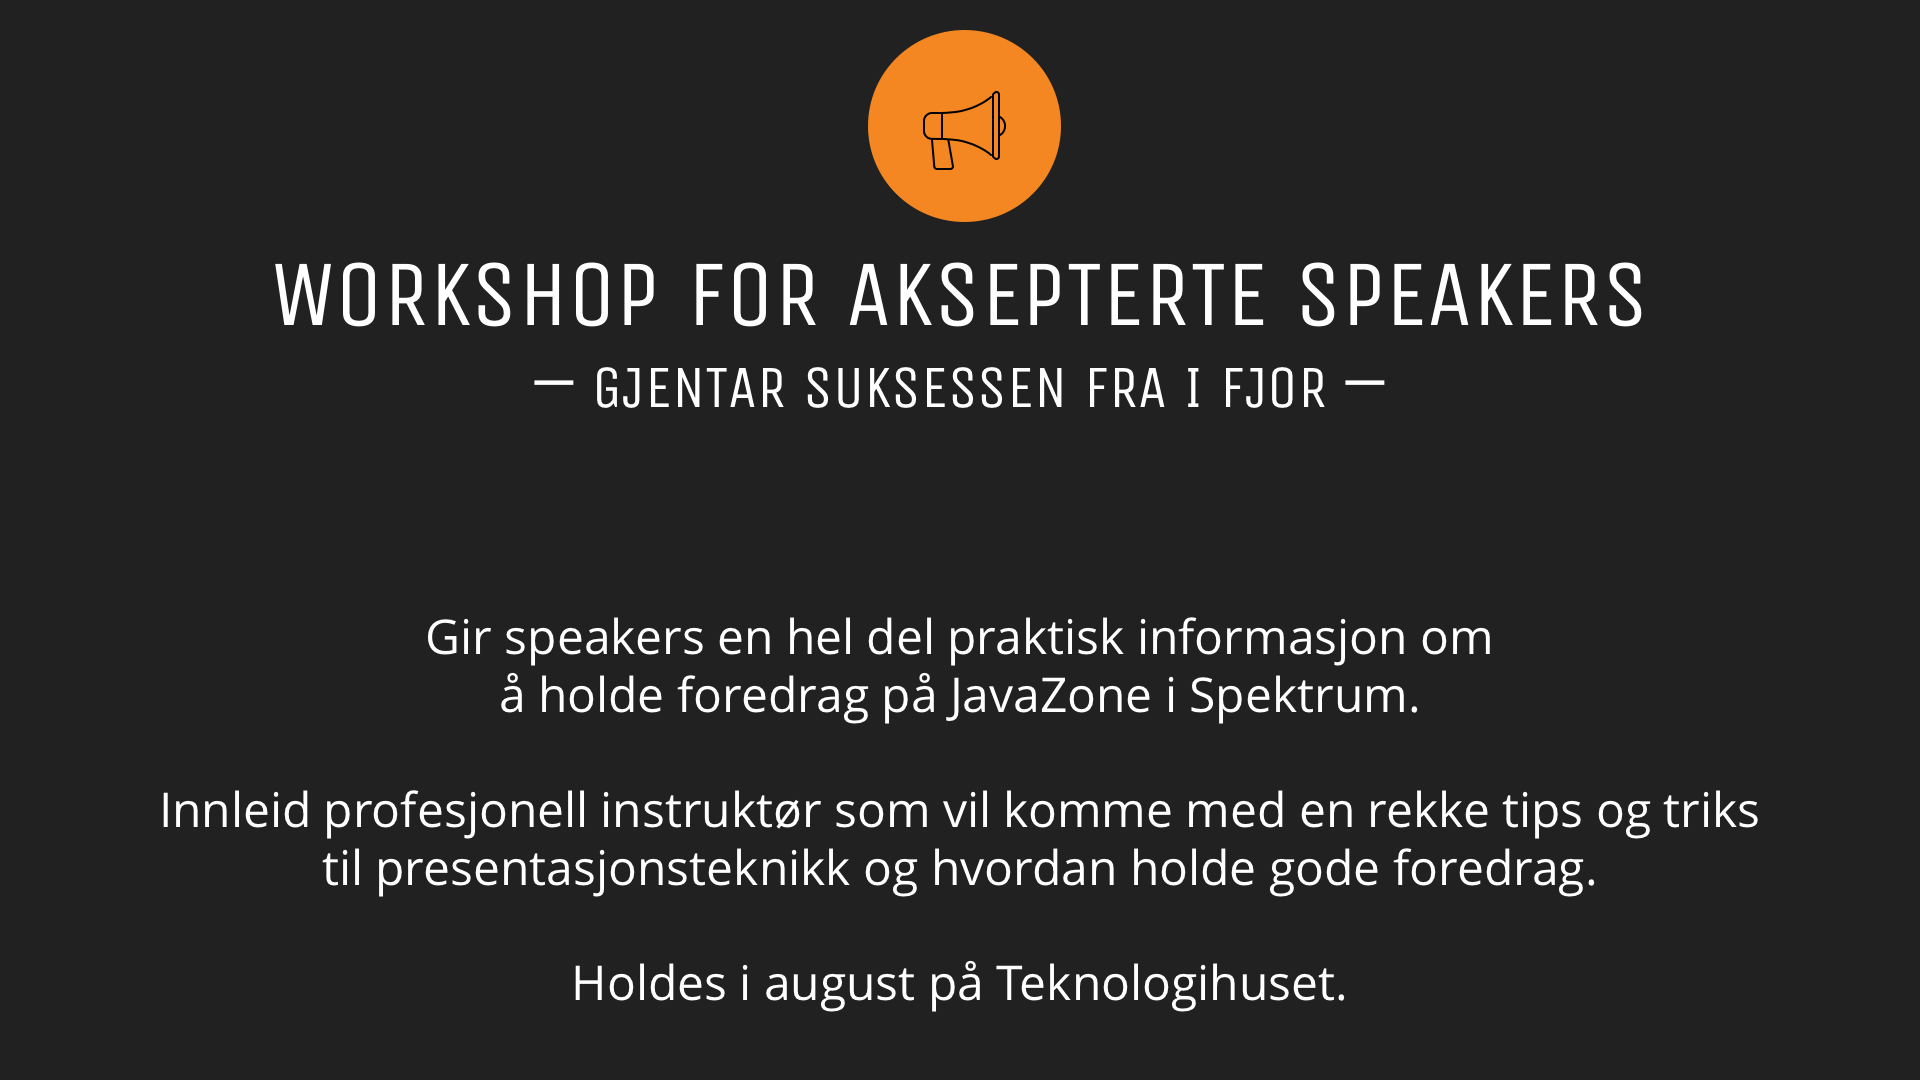 WORKSHOP FOR AKSEPTERTE SPEAKERS
— GJENTAR SUKSESSEN FRA I FJOR —
Gir speakers en hel del praktisk informasjon om
å holde foredrag på JavaZone i Spektrum.
Innleid profesjonell instruktør som vil komme med en rekke tips og triks
til presentasjonsteknikk og hvordan holde gode foredrag.
Holdes i august på Teknologihuset.